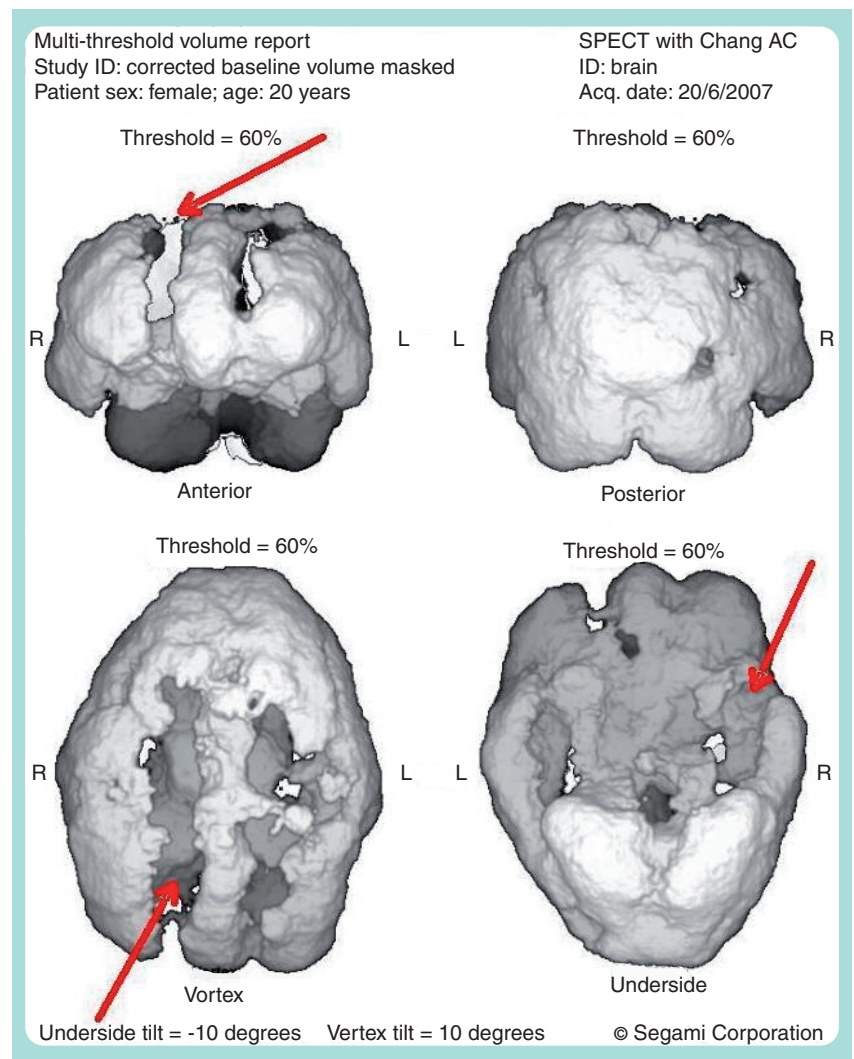 Multi-threshold volume report
Study ID: corrected baseline volume masked
Patient sex: female; age: 20 years
SPECT with Chang AC
ID: brain
Acq. date: 20/6/2007
Threshold = 60%
Threshold = 60%
R
L
L
R
Anterior
Posterior
Threshold = 60%
Threshold = 60%
R
L
L
R
Vortex
Underside
Underside tilt = -10 degrees
Vertex tilt = 10 degrees
© Segami Corporation